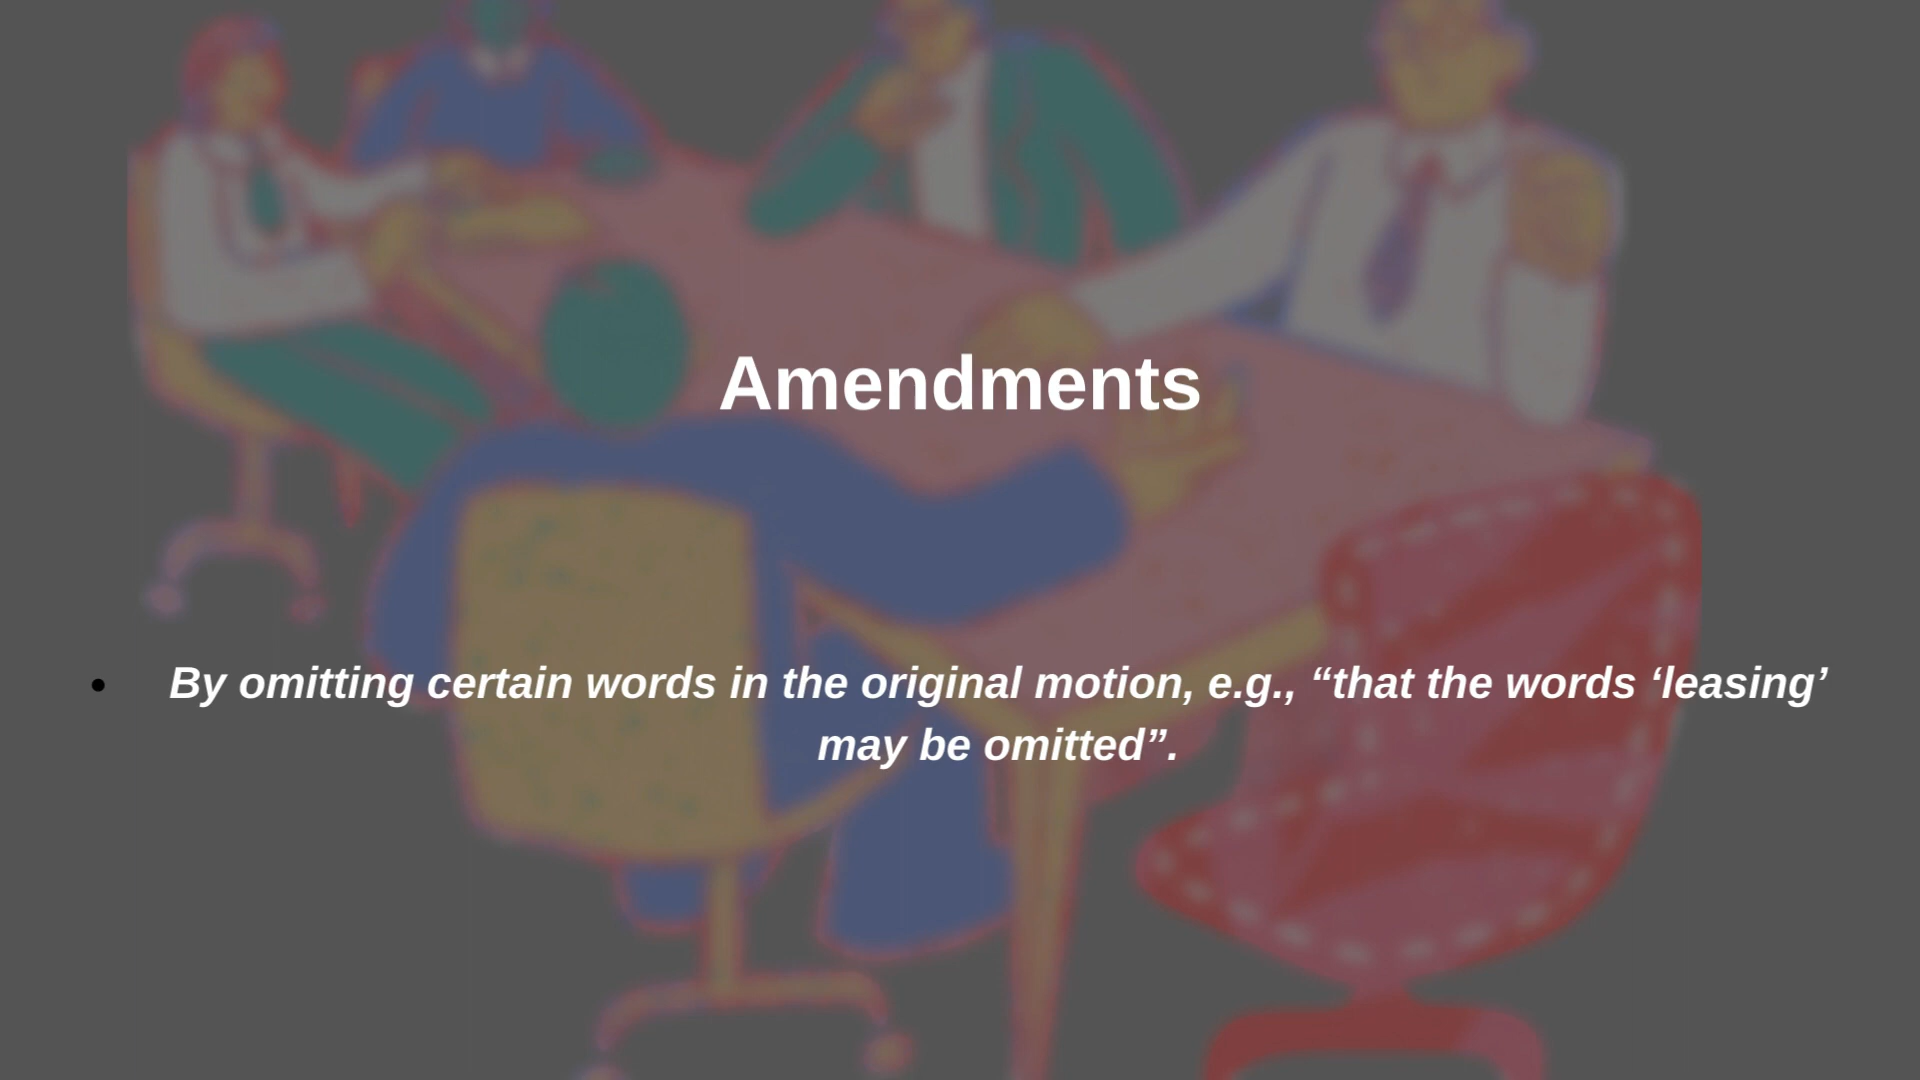 Amendments
• By omitting certain words in the original motion, e.g., “that the words ‘leasing’
may be omitted”.